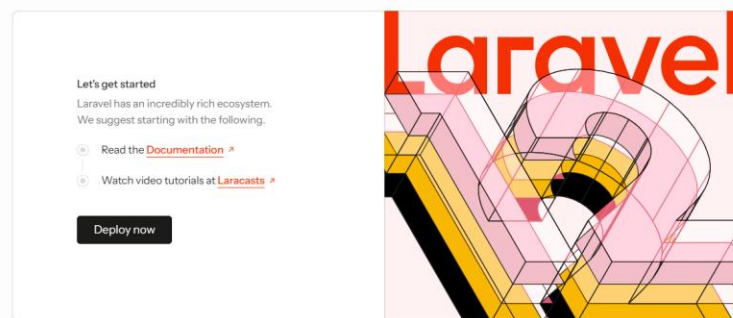 Let's get started
Laravel has an incredibly rich ecosystem.
We suggest starting with the following.
Read the Documentation ↗
Watch video tutorials at Laracasts ↗
Deploy now
Laravel
12